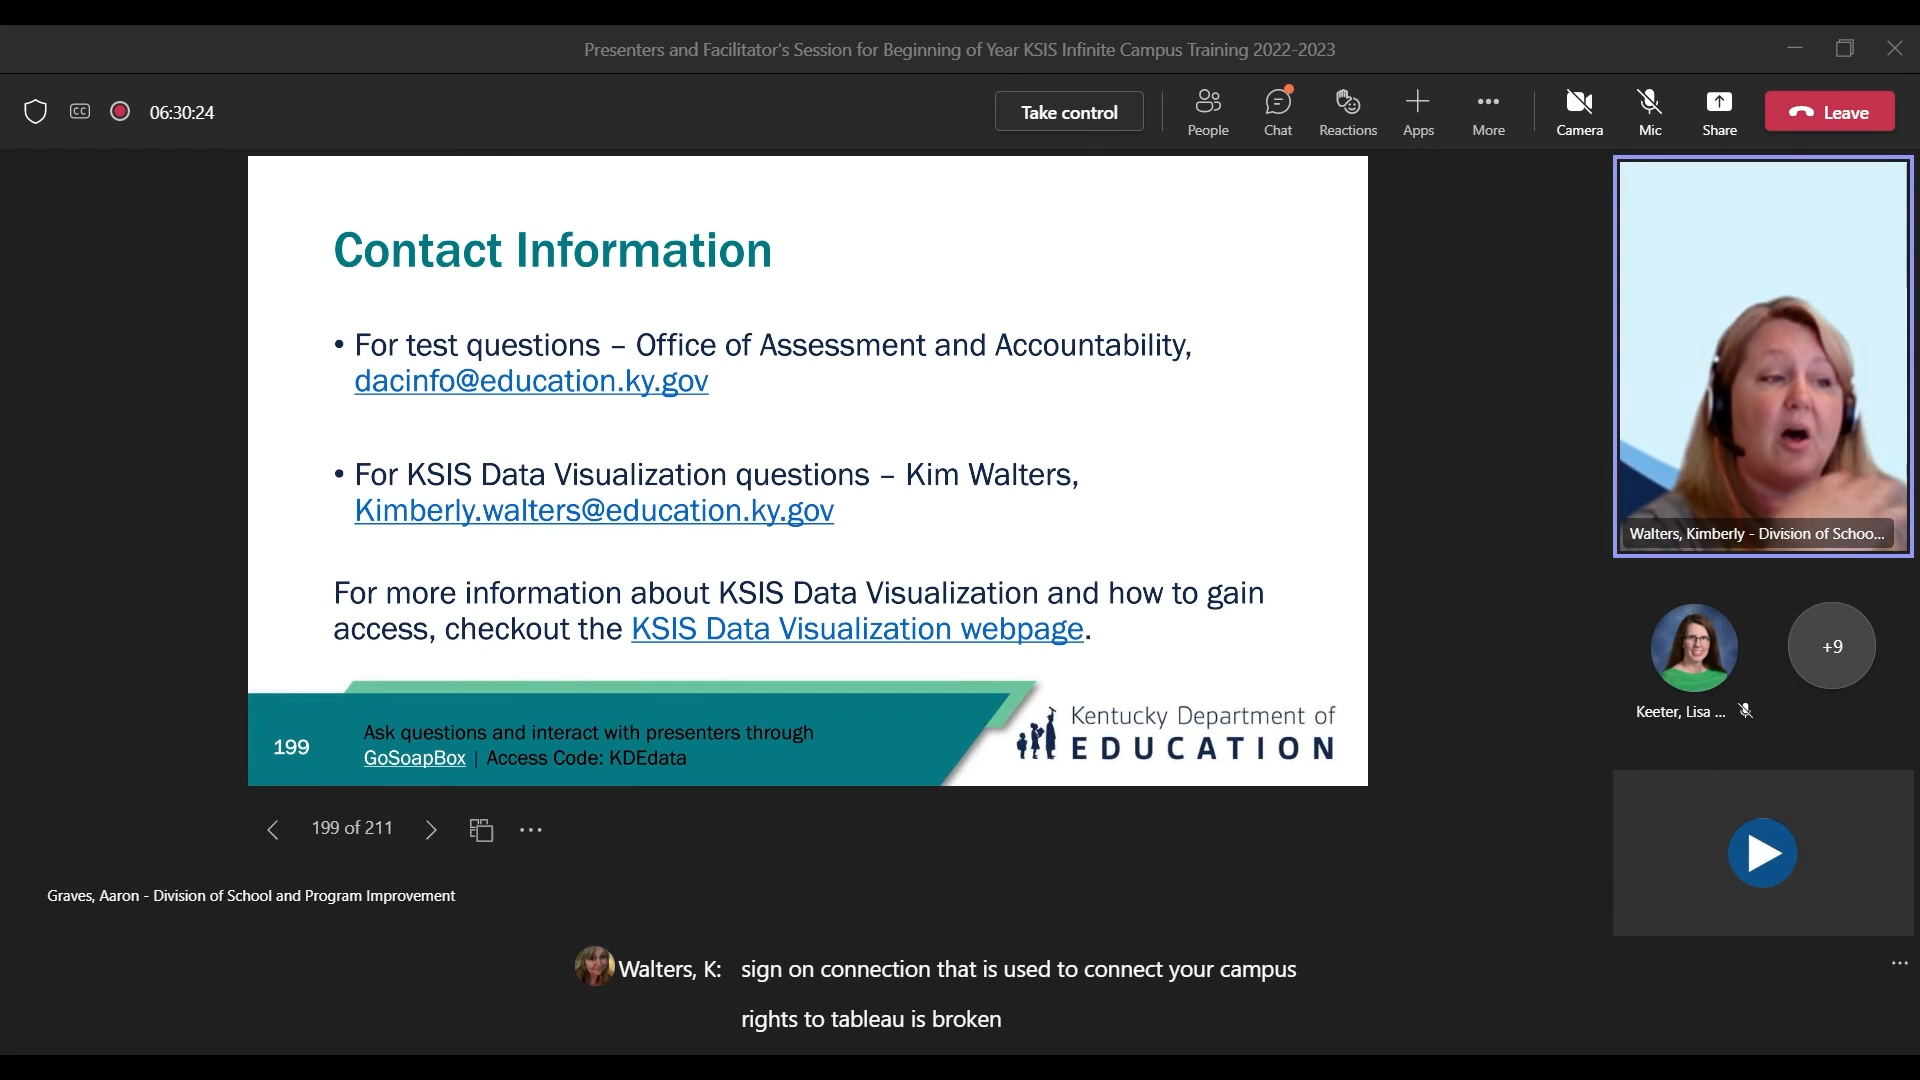 Presenters and Facilitator's Session for Beginning of Year KSIS Infinite Campus Training 2022-2023
CC
06:30:24
Take control
People
Chat
Reactions
Apps
More
Camera
Mic
Share
Leave
Contact Information
• For test questions – Office of Assessment and Accountability,
dacinfo@education.ky.gov
• For KSIS Data Visualization questions – Kim Walters,
Kimberly.walters@education.ky.gov
For more information about KSIS Data Visualization and how to gain
access, checkout the KSIS Data Visualization webpage.
199
Ask questions and interact with presenters through
GoSoapBox | Access Code: KDEdata
Kentucky Department of
EDUCATION
Walters, Kimberly - Division of Schoo...
+9
Keeter, Lisa ...
199 of 211
Graves, Aaron - Division of School and Program Improvement
Walters, K: sign on connection that is used to connect your campus
rights to tableau is broken